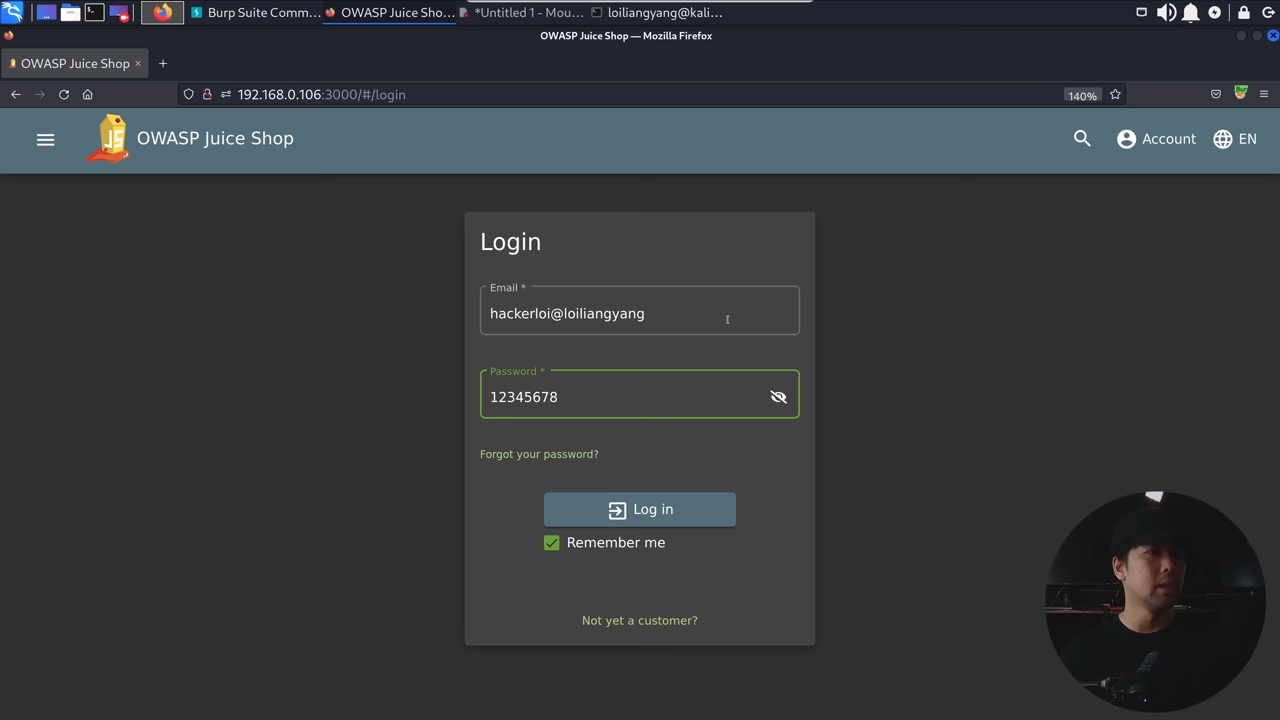 Burp Suite Comm...
OWASP Juice Sho...
*Untitled 1 - Mou...
loiliangyang@kali...
OWASP Juice Shop — Mozilla Firefox
OWASP Juice Shop
192.168.0.106:3000/#/login
140%
JS
OWASP Juice Shop
Account
EN
Login
Email *
hackerloi@loiliangyang
Password *
12345678
Forgot your password?
Log in
Remember me
Not yet a customer?